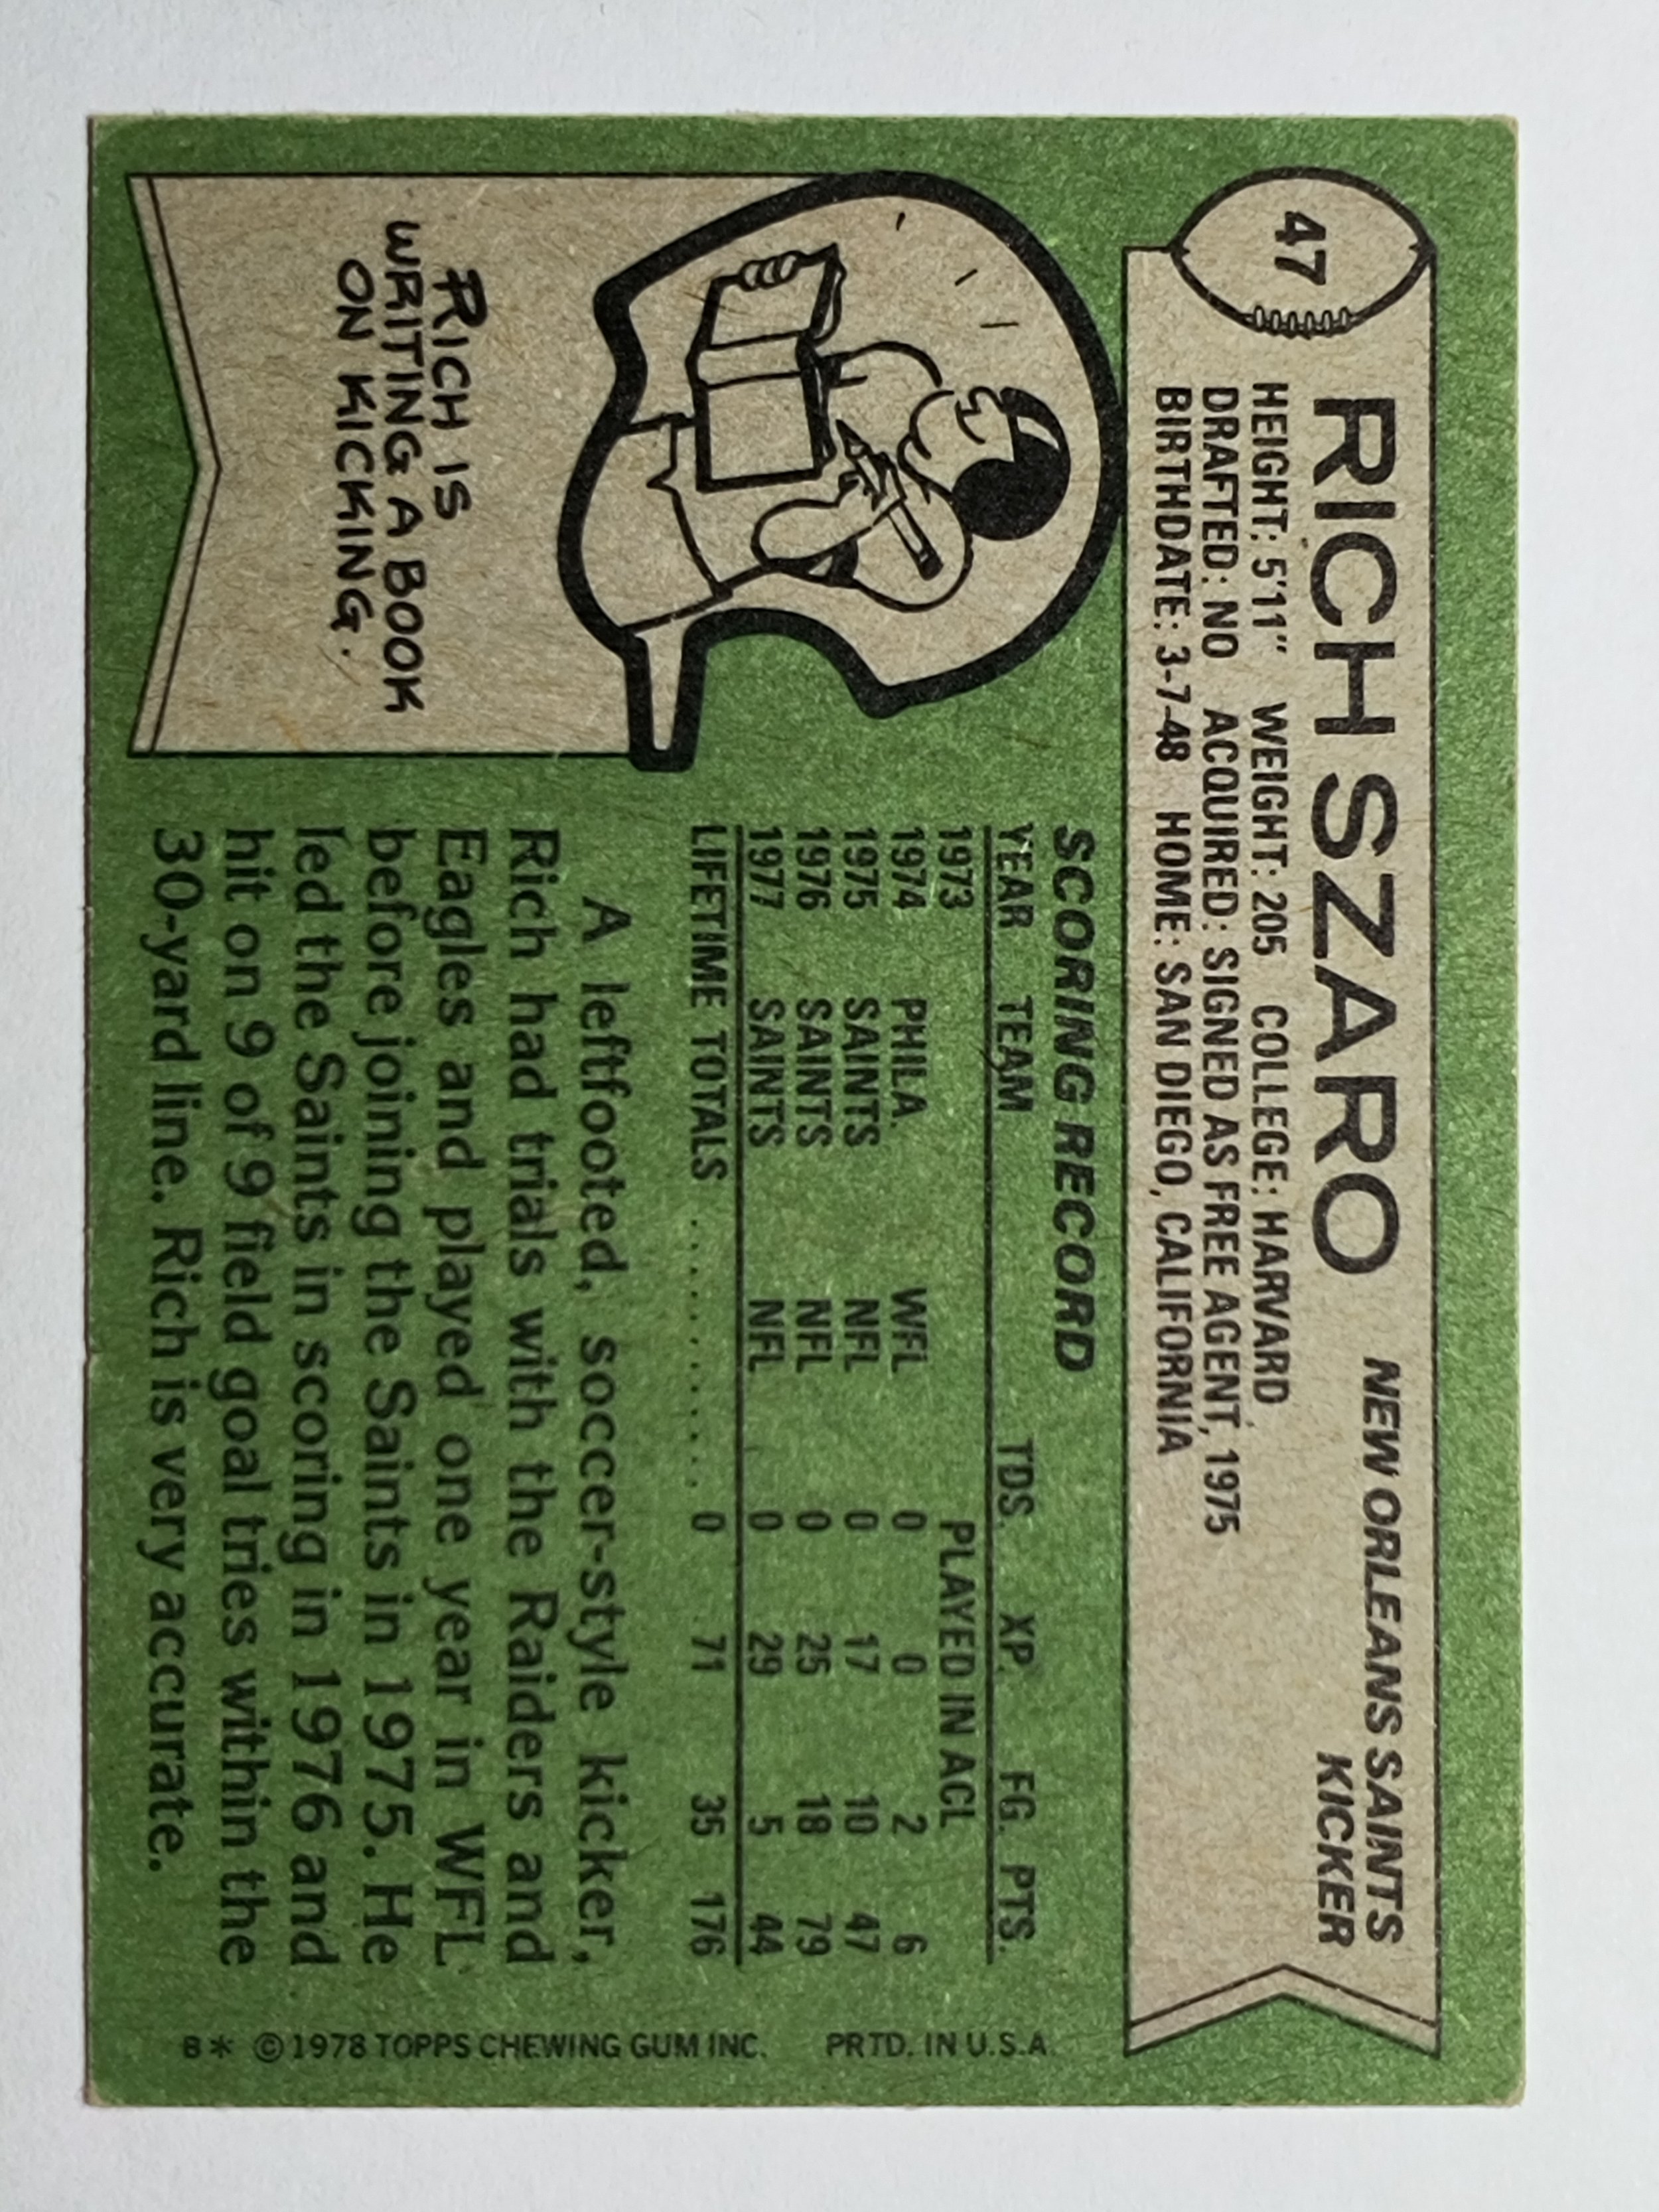 47
RICH SZARO
NEW ORLEANS SAINTS
KICKER
HEIGHT: 5'11" WEIGHT: 205 COLLEGE: HARVARD
DRAFTED: NO ACQUIRED: SIGNED AS FREE AGENT, 1975
BIRTHDATE: 3-7-48 HOME: SAN DIEGO, CALIFORNIA
RICH IS
WRITING A BOOK
ON KICKING.
SCORING RECORD
YEAR TEAM TDS. XP. FG. PTS.
1973 PLAYED IN ACL
1974 PHILA. WFL 0 0 2 6
1975 SAINTS NFL 0 17 10 47
1976 SAINTS NFL 0 25 18 79
1977 SAINTS NFL 0 29 5 44
LIFETIME TOTALS .......... 0 71 35 176
A leftfooted, soccer-style kicker,
Rich had trials with the Raiders and
Eagles and played one year in WFL
before joining the Saints in 1975. He
led the Saints in scoring in 1976 and
hit on 9 of 9 field goal tries within the
30-yard line. Rich is very accurate.
B* © 1978 TOPPS CHEWING GUM INC. PRTD. IN U.S.A.